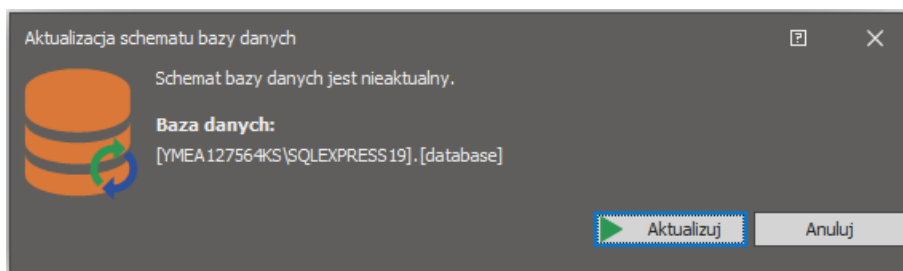 Aktualizacja schematu bazy danych
Schemat bazy danych jest nieaktualny.
Baza danych:
[YMEA127564KS\SQLEXPRESS19].[database]
Aktualizuj
Anuluj